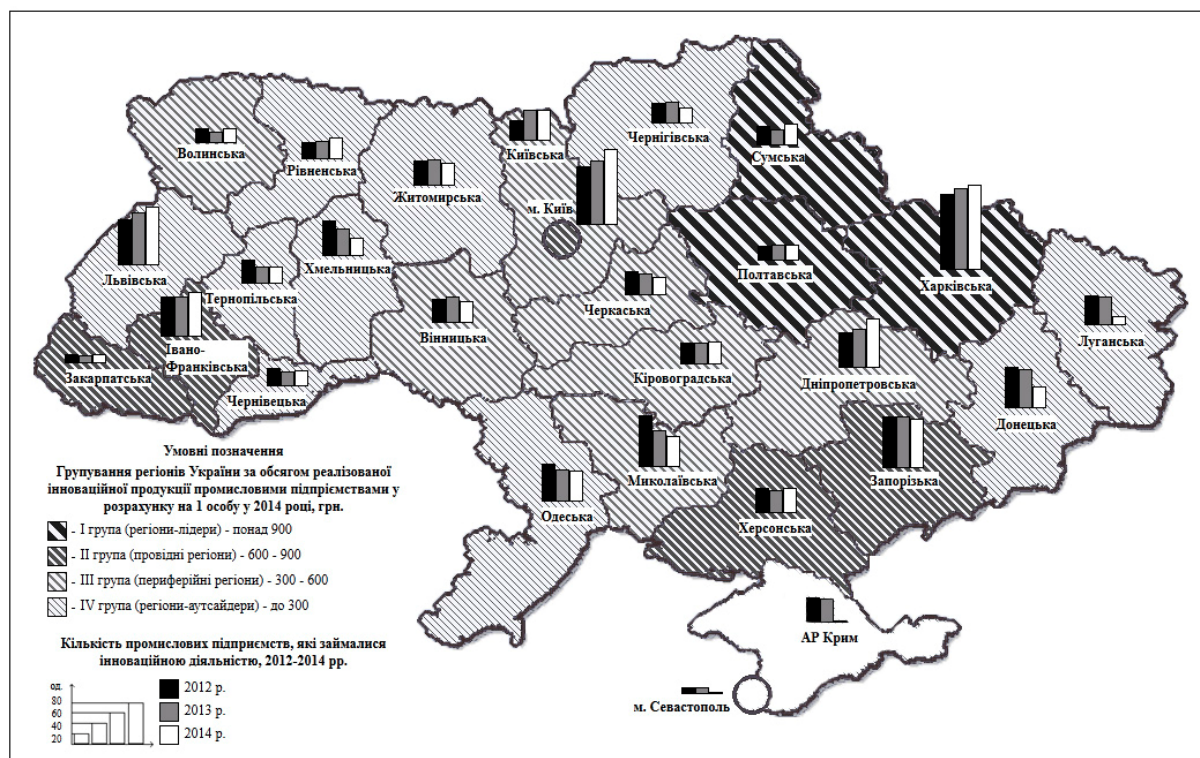 Волинська
Рівненська
Житомирська
Київська
Чернігівська
Сумська
м. Київ
Львівська
Тернопільська
Хмельницька
Полтавська
Харківська
Черкаська
Вінницька
Луганська
Івано-
Франківська
Закарпатська
Чернівецька
Кіровоградська
Дніпропетровська
Донецька
Миколаївська
Запорізька
Одеська
Херсонська
АР Крим
м. Севастополь
Умовні позначення
Групування регіонів України за обсягом реалізованої
інноваційної продукції промисловими підприємствами у
розрахунку на 1 особу у 2014 році, грн.
- І група (регіони-лідери) - понад 900
- ІІ група (провідні регіони) - 600 - 900
- ІІІ група (периферійні регіони) - 300 - 600
- IV група (регіони-аутсайдери) - до 300
Кількість промислових підприємств, які займалися
інноваційною діяльністю, 2012-2014 рр.
од.
80
60
40
20
2012 р.
2013 р.
2014 р.